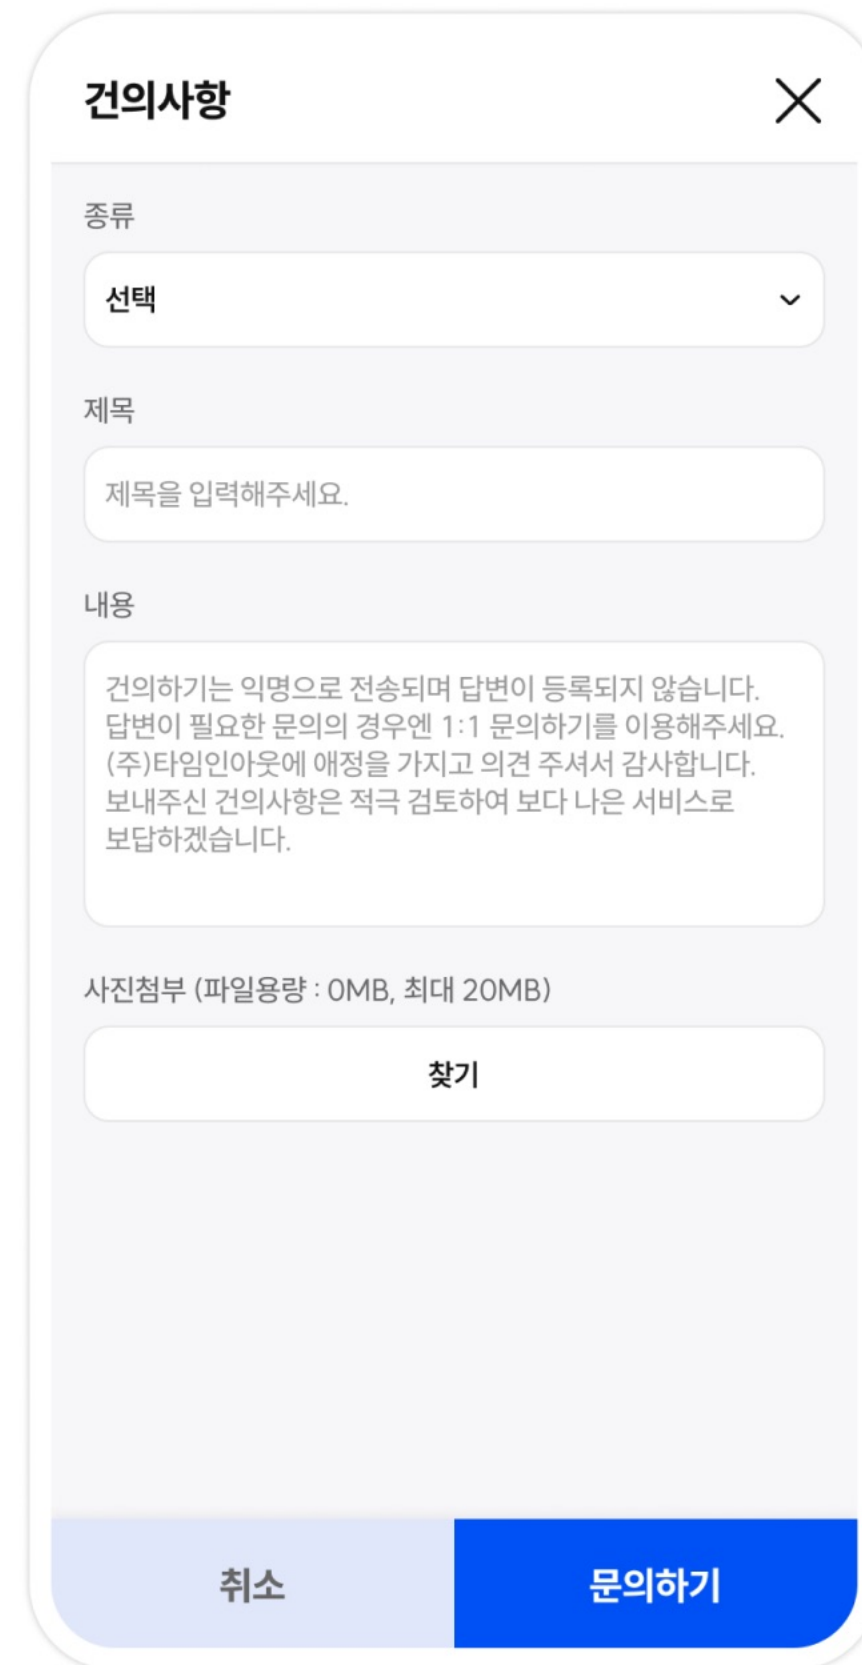 건의사항
종류
선택
제목
제목을 입력해주세요.
내용
건의하기는 익명으로 전송되며 답변이 등록되지 않습니다.
답변이 필요한 문의의 경우엔 1:1 문의하기를 이용해주세요.
(주)타임인아웃에 애정을 가지고 의견 주셔서 감사합니다.
보내주신 건의사항은 적극 검토하여 보다 나은 서비스로
보답하겠습니다.
사진첨부 (파일용량 : 0MB, 최대 20MB)
찾기
취소
문의하기